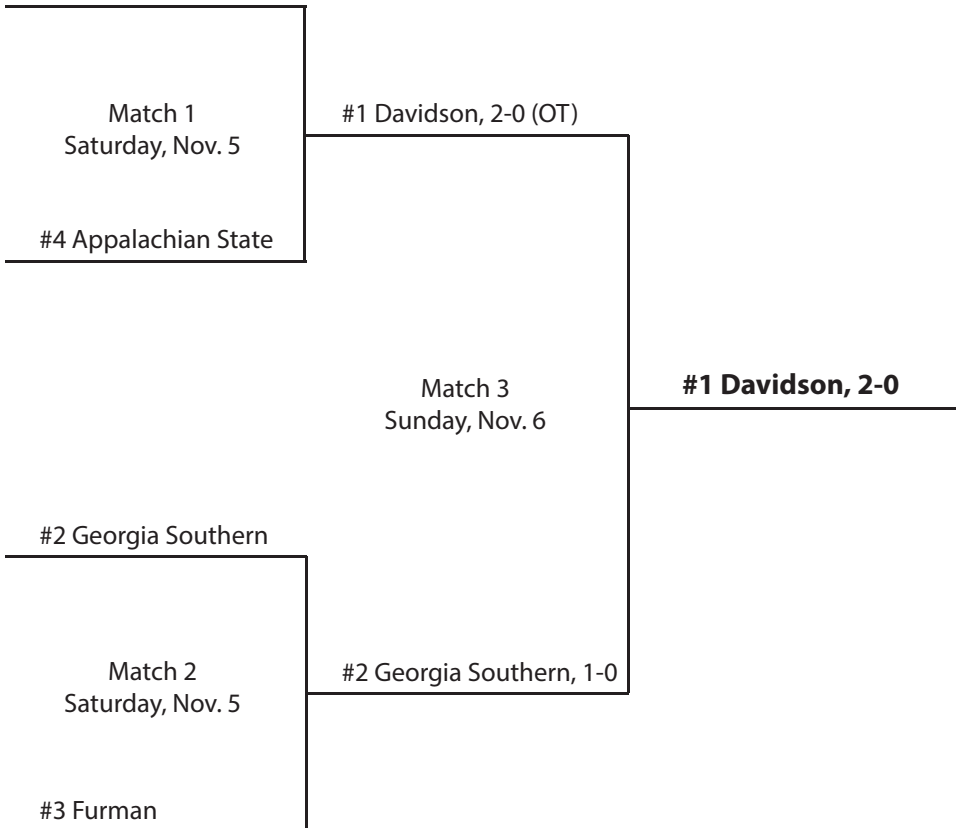 Match 1
Saturday, Nov. 5
#1 Davidson, 2-0 (OT)
#4 Appalachian State
Match 3
Sunday, Nov. 6
#1 Davidson, 2-0
#2 Georgia Southern
Match 2
Saturday, Nov. 5
#2 Georgia Southern, 1-0
#3 Furman